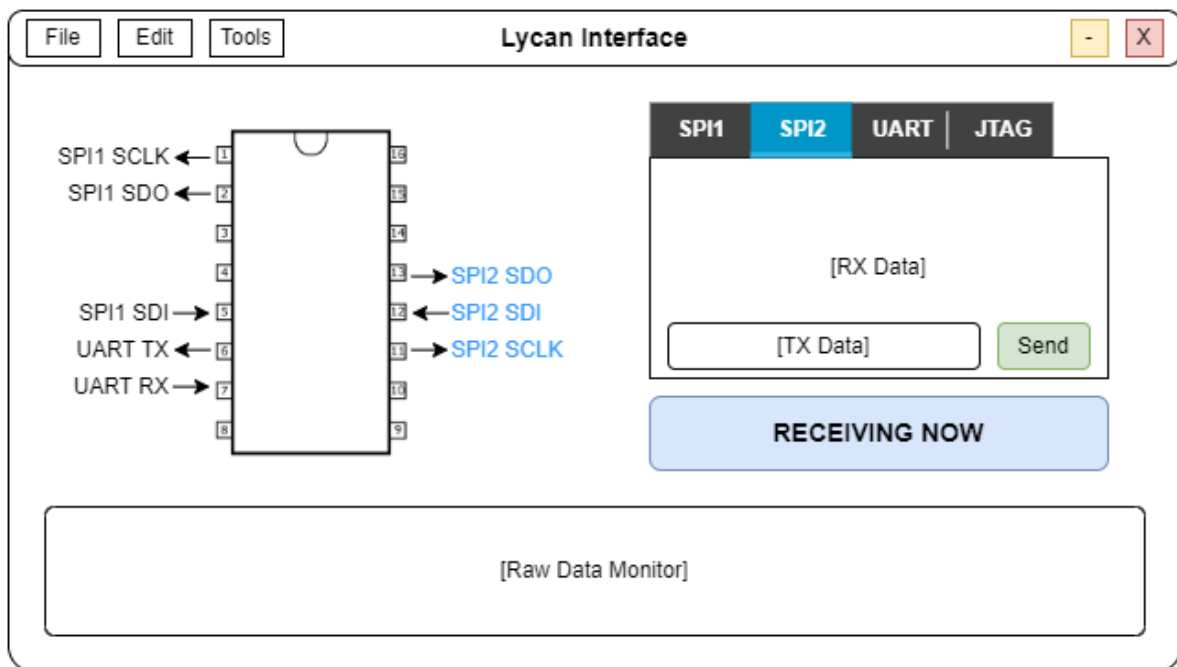 File Edit Tools Lycan Interface - X
SPI1 SPI2 UART JTAG
SPI1 SCLK 1 16
SPI1 SDO 2 15
3 14
4 13 SPI2 SDO
[RX Data]
SPI1 SDI 5 12 SPI2 SDI
UART TX 6 11 SPI2 SCLK
[TX Data] Send
UART RX 7 10
8 9
RECEIVING NOW
[Raw Data Monitor]